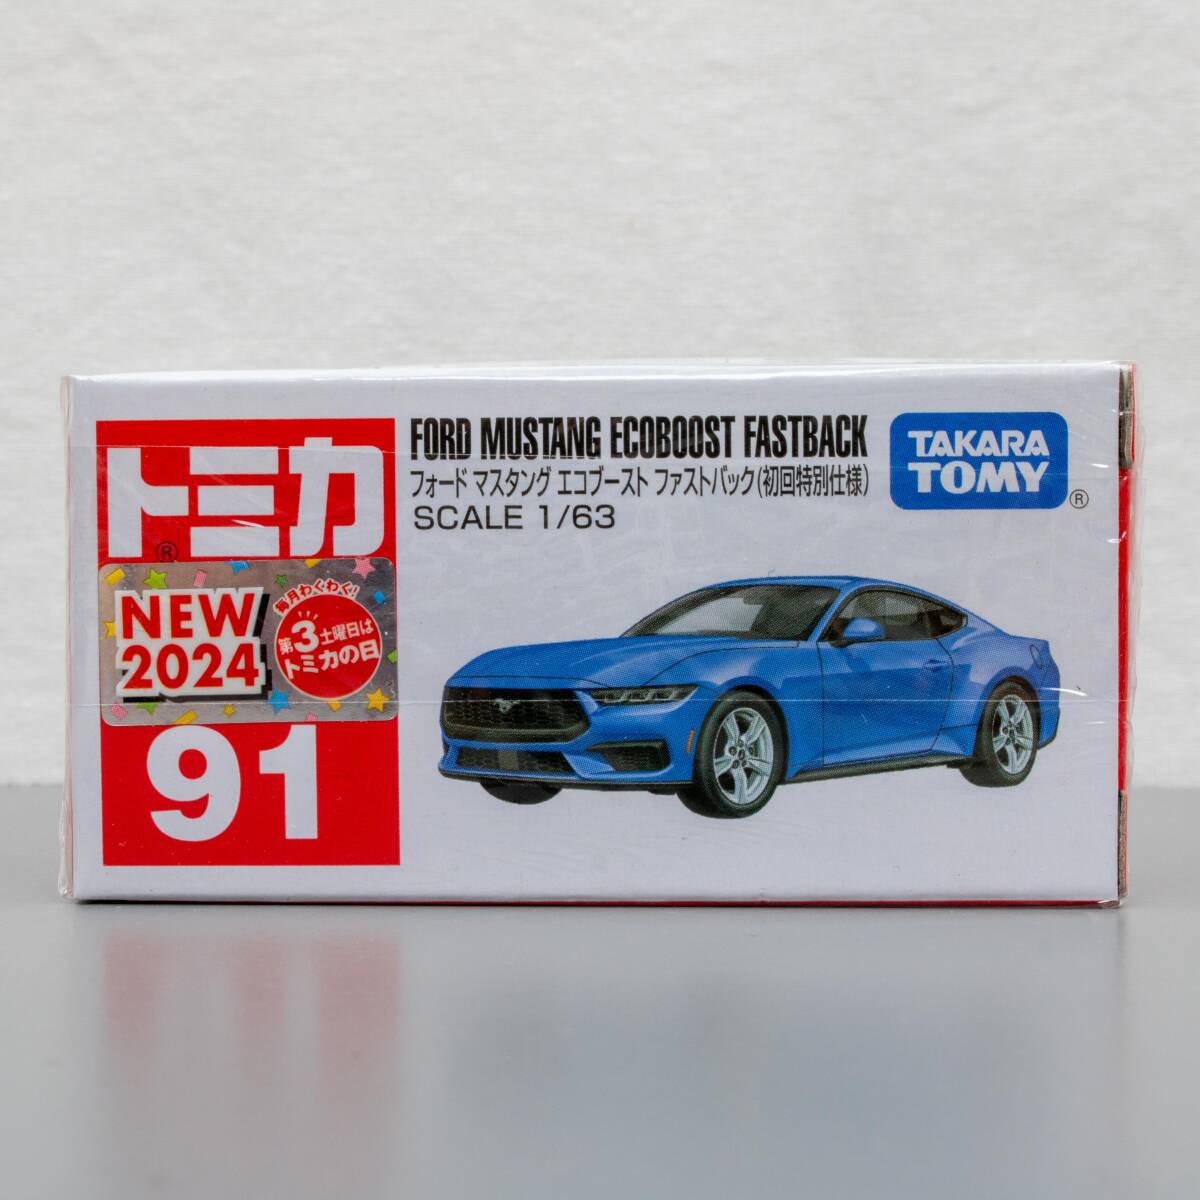 トミカ
®
NEW
2024
毎月わくわく!
第3土曜日は
トミカの日
91
FORD MUSTANG ECOBOOST FASTBACK
フォード マスタング エコブースト ファストバック(初回特別仕様)
SCALE 1/63
TAKARA
TOMY
®